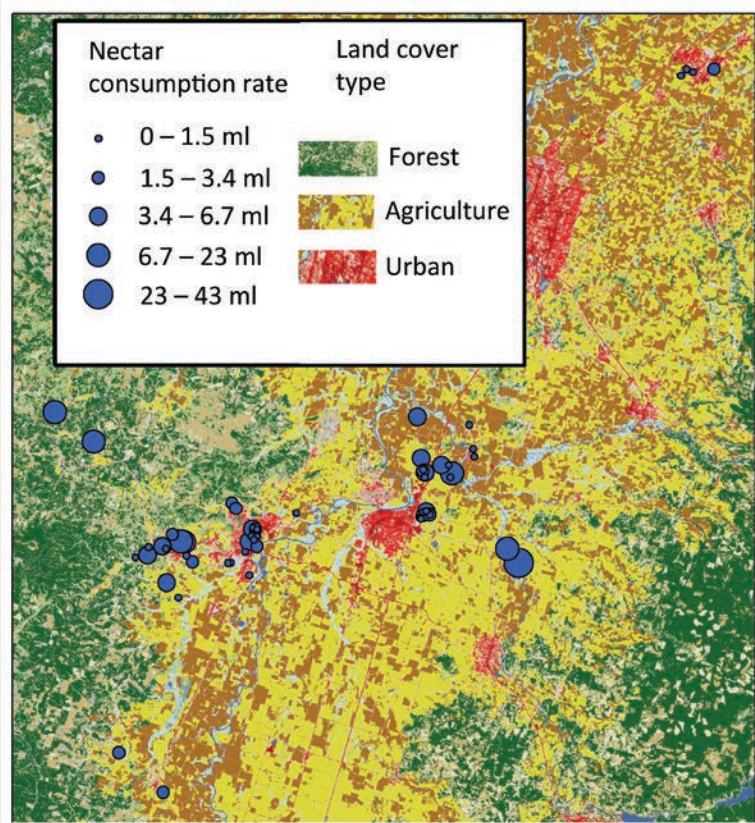 Nectar
consumption rate
0 – 1.5 ml
1.5 – 3.4 ml
3.4 – 6.7 ml
6.7 – 23 ml
23 – 43 ml
Land cover
type
Forest
Agriculture
Urban